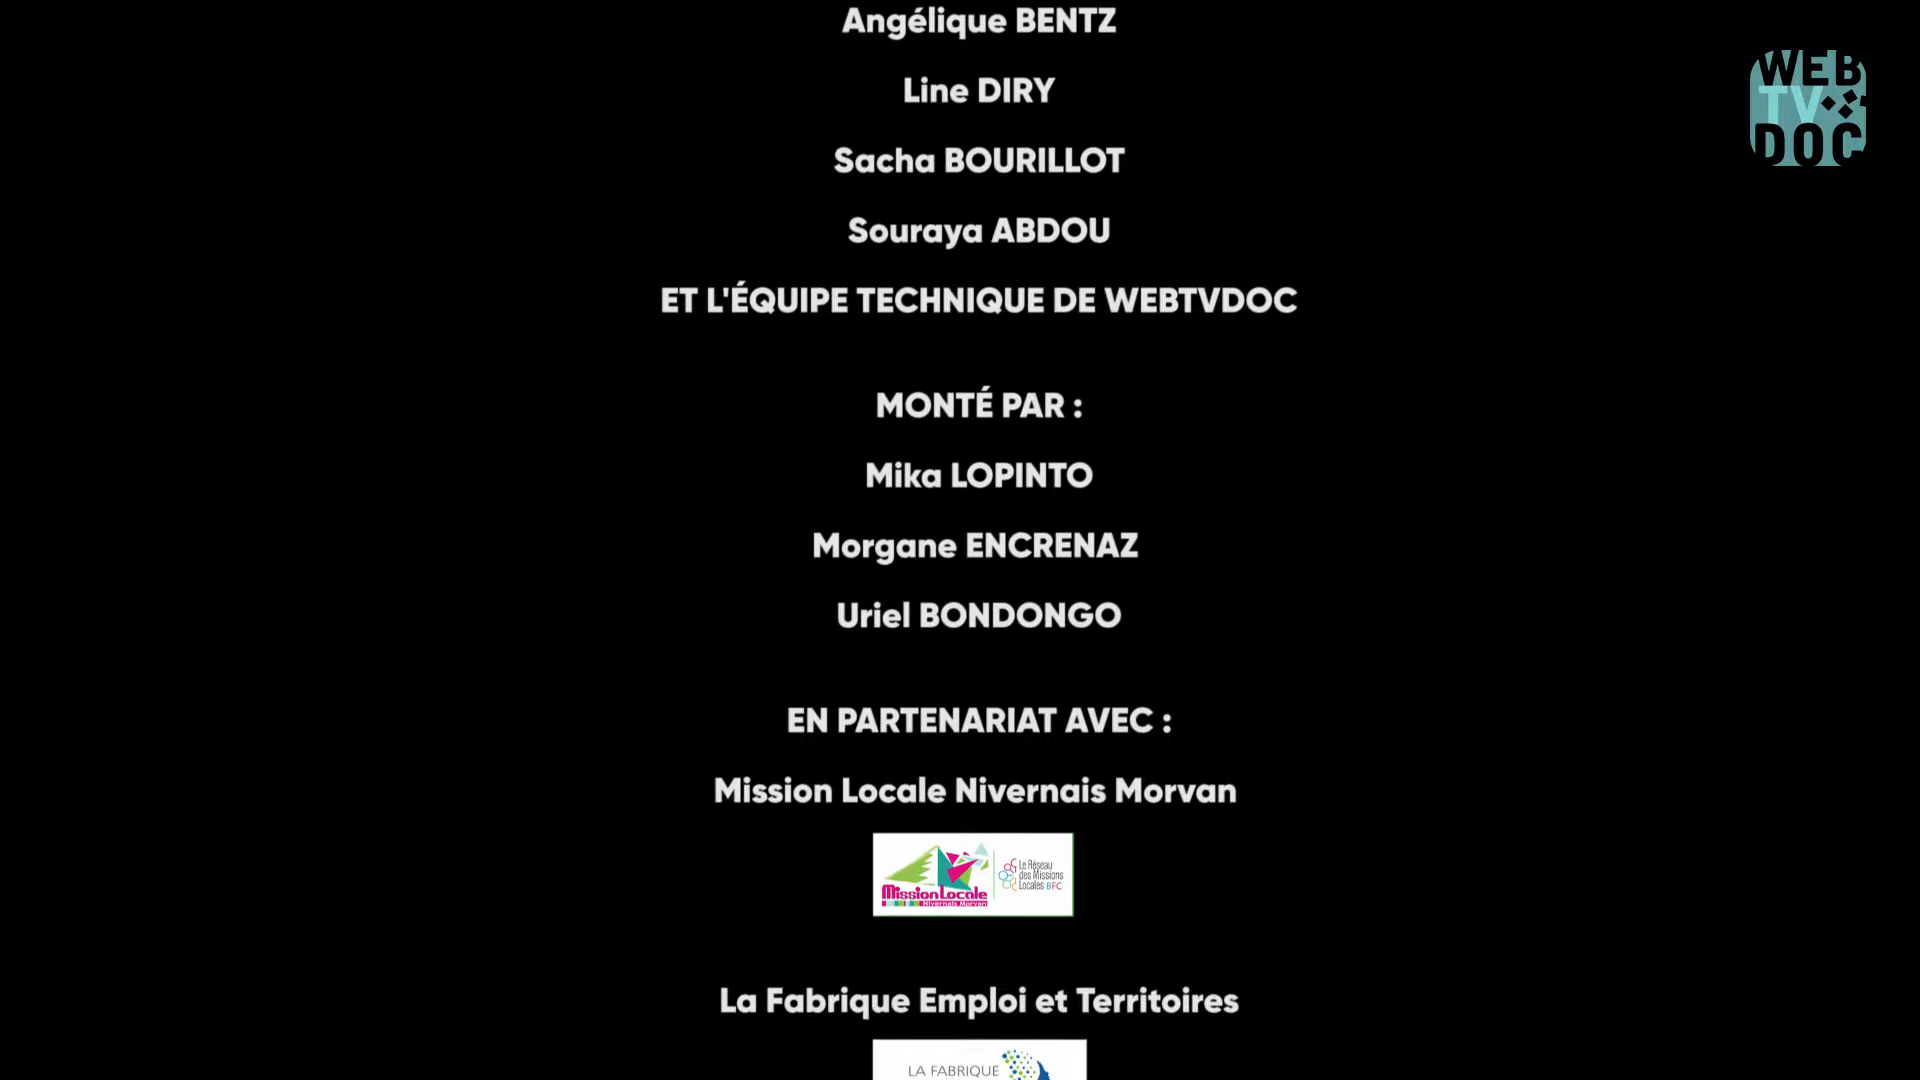 Angélique BENTZ
WEB
TV
DOC
Line DIRY
Sacha BOURILLOT
Souraya ABDOU
ET L'ÉQUIPE TECHNIQUE DE WEBTVDOC
MONTÉ PAR :
Mika LOPINTO
Morgane ENCRENAZ
Uriel BONDONGO
EN PARTENARIAT AVEC :
Mission Locale Nivernais Morvan
Mission Locale
Nivernais Morvan
Le Réseau
des Missions
Locales BFC
La Fabrique Emploi et Territoires
LA FABRIQUE